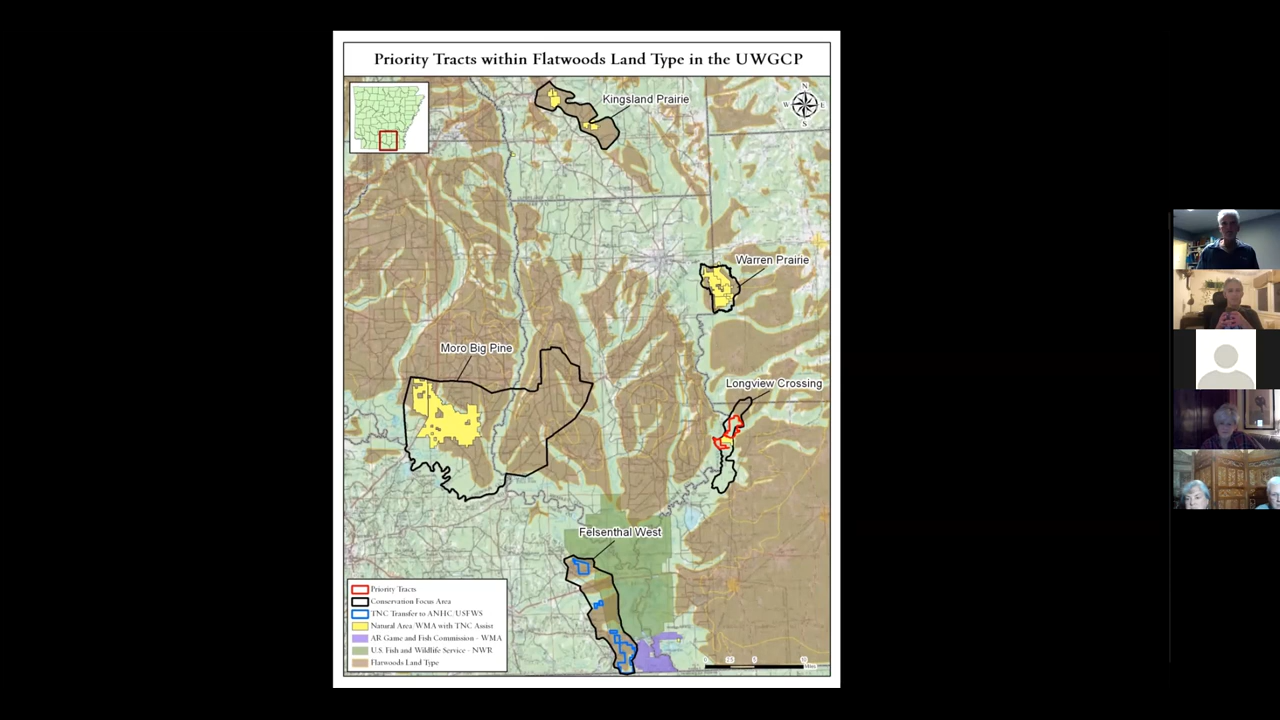 Priority Tracts within Flatwoods Land Type in the UWGCP
Kingsland Prairie
N
W E
S
Warren Prairie
Moro Big Pine
Longview Crossing
Felsenthal West
Priority Tracts
Conservation Focus Area
TNC Transfer to ANHC/USFWS
Natural Area/WMA with TNC Assist
AR Game and Fish Commission - WMA
U.S. Fish and Wildlife Service - NWR
Flatwoods Land Type
Miles